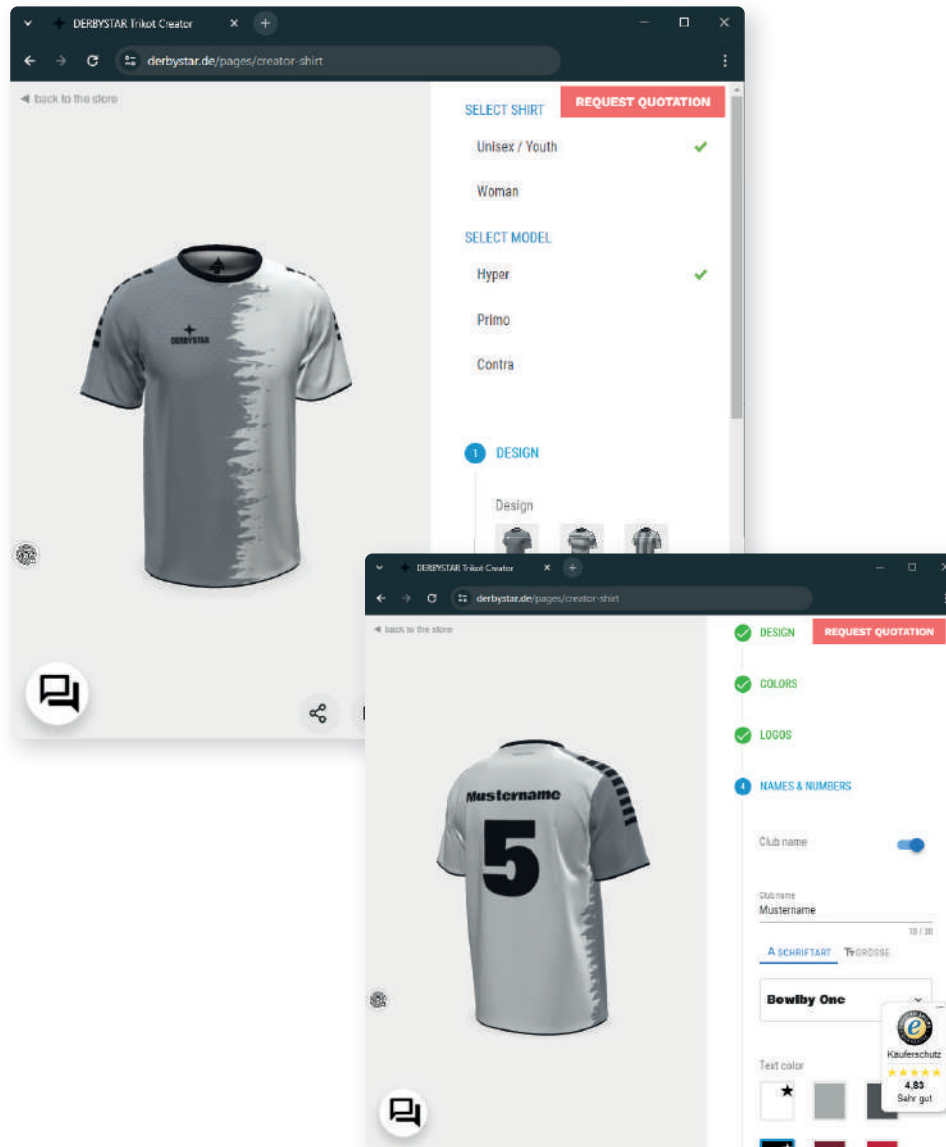 DERBYSTAR Trikot Creator
derbystar.de/pages/creator-shirt
back to the store
REQUEST QUOTATION
SELECT SHIRT
Unisex / Youth
Woman
SELECT MODEL
Hyper
Primo
Contra
DERBYSTAR
1 DESIGN
Design
DERBYSTAR Trikot Creator
derbystar.de/pages/creator-shirt
back to the store
DESIGN
REQUEST QUOTATION
COLORS
LOGOS
4 NAMES & NUMBERS
Mustername
5
Club name
Club name
Mustername
10 / 30
A SCHRIFTART TT GRÖSSE
Bowlby One
e
Käuferschutz
4,83
Sehr gut
Text color